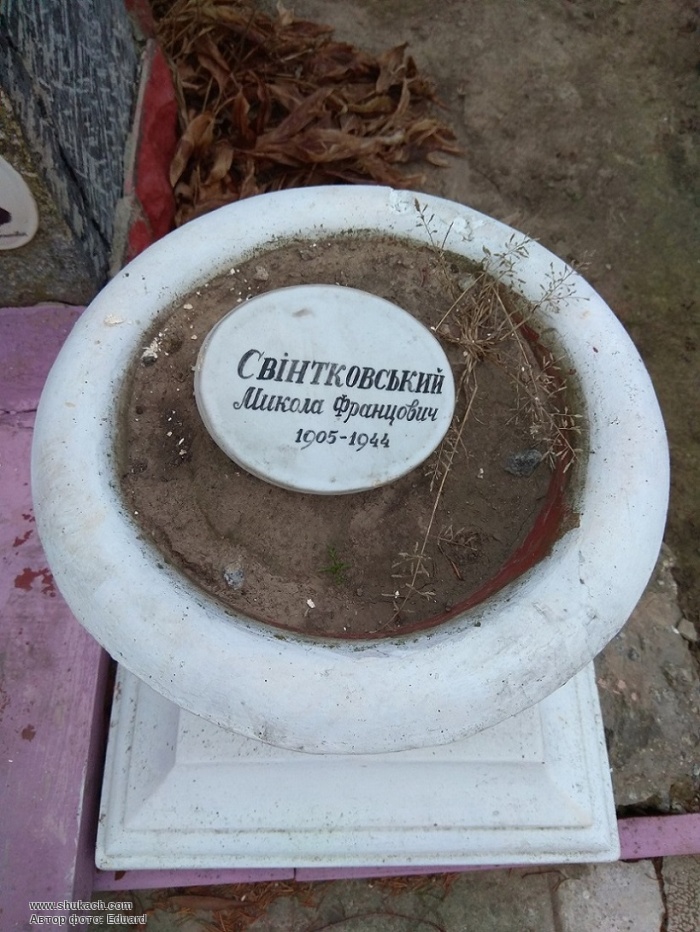 Свінтковський
Микола Францович
1905-1944
www.shukach.com
Автор фото: Eduard